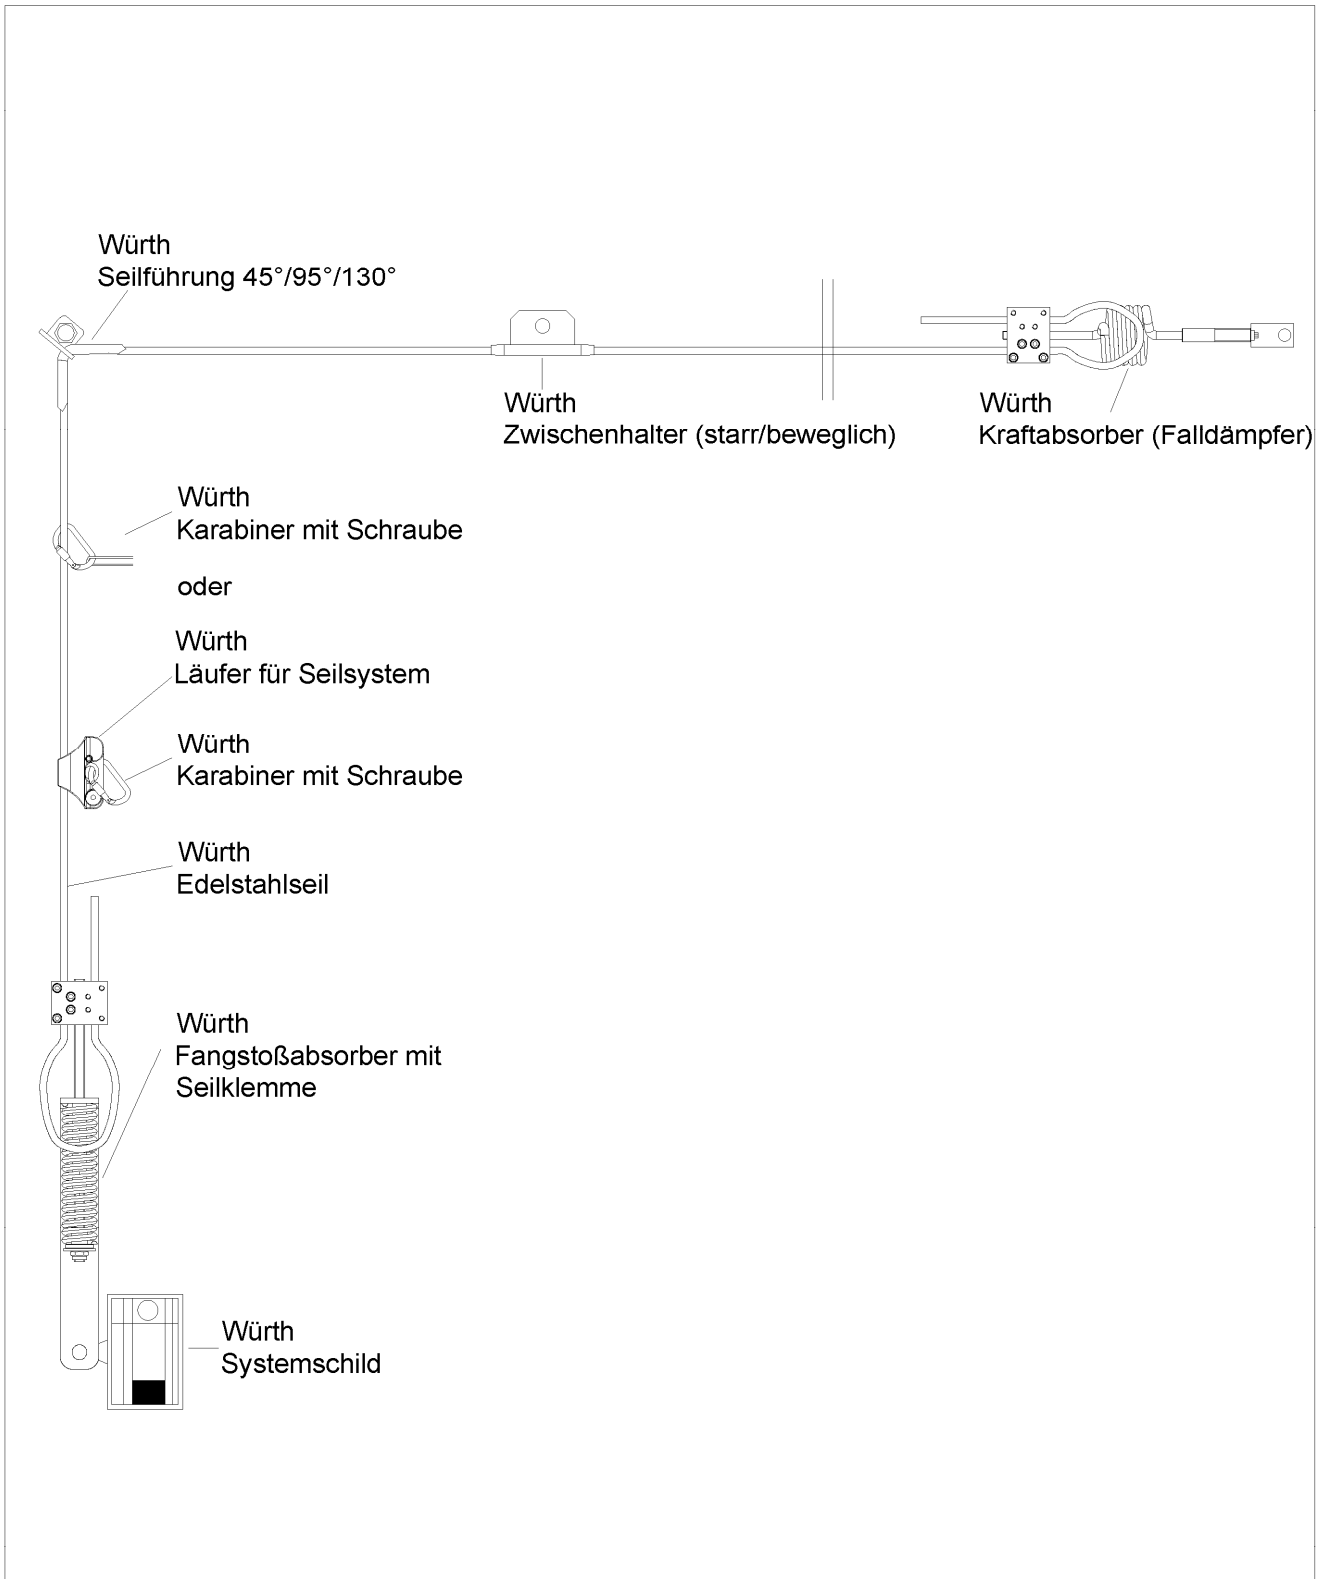 Würth
Seilführung 45°/95°/130°
Würth
Zwischenhalter (starr/beweglich)
Würth
Kraftabsorber (Falldämpfer)
Würth
Karabiner mit Schraube
oder
Würth
Läufer für Seilsystem
Würth
Karabiner mit Schraube
Würth
Edelstahlseil
Würth
Fangstoßabsorber mit
Seilklemme
Würth
Systemschild